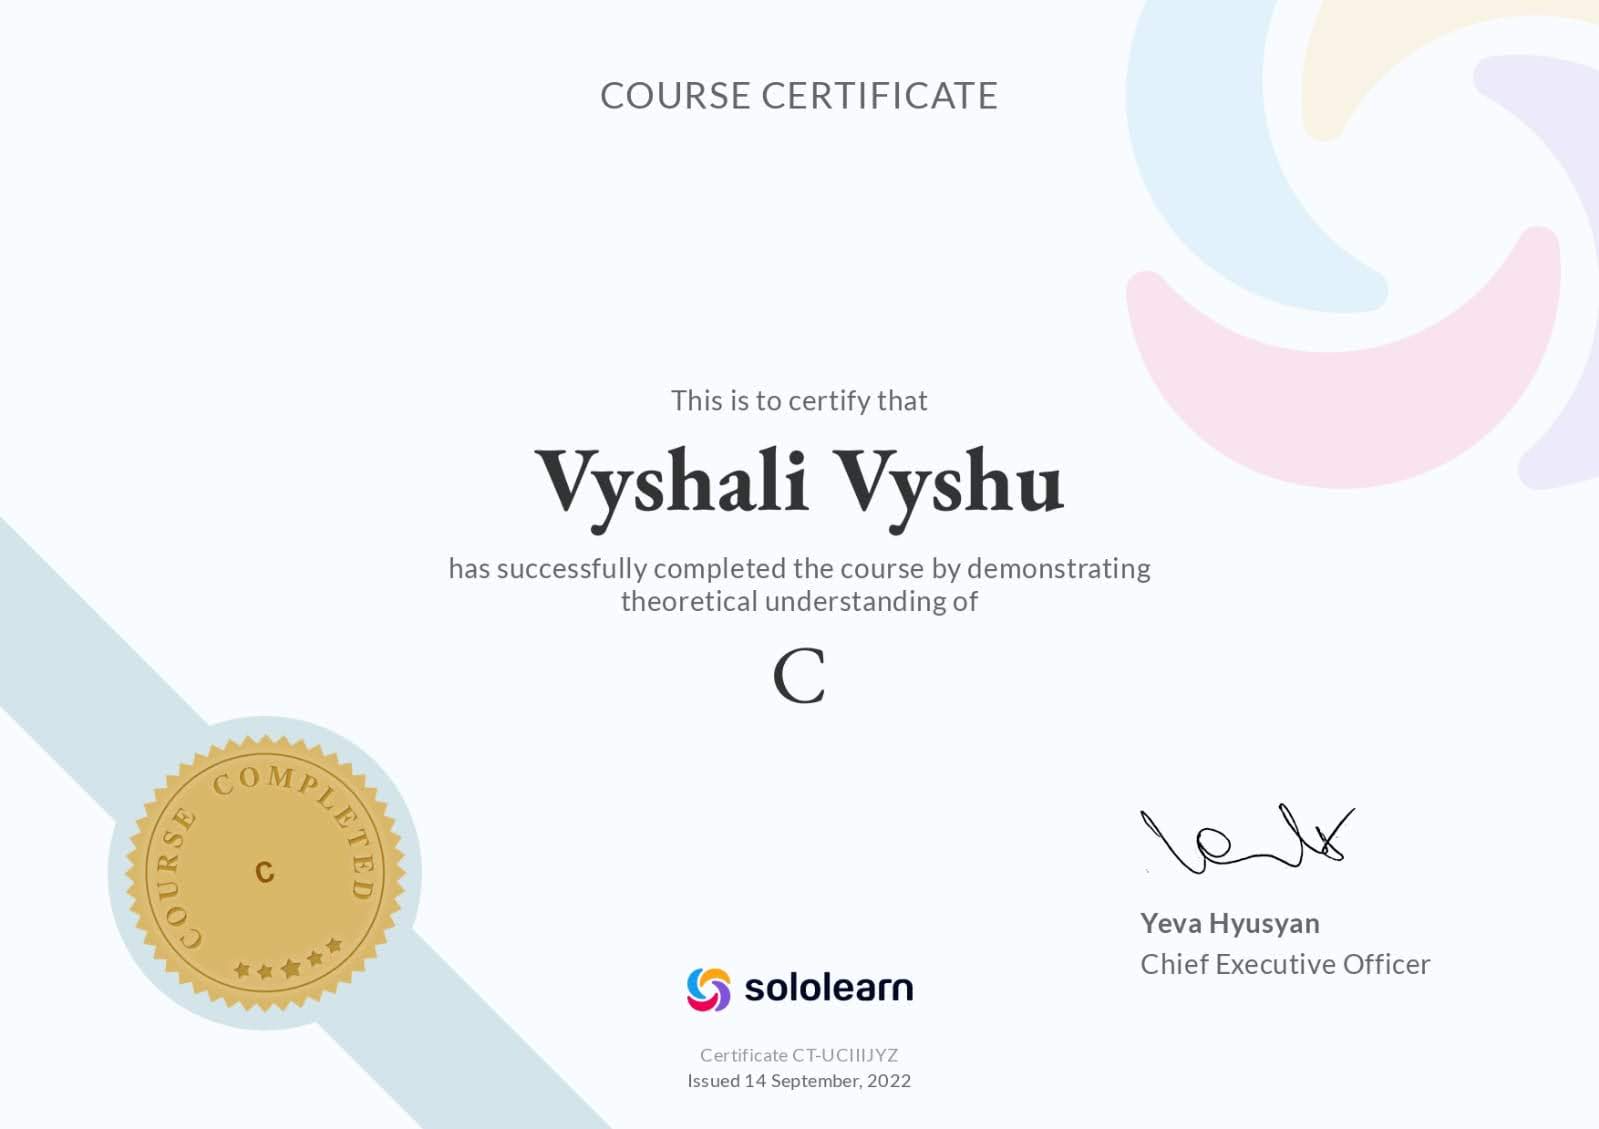 COURSE CERTIFICATE
This is to certify that
Vyshali Vyshu
has successfully completed the course by demonstrating
theoretical understanding of
C
COURSE COMPLETED
C
Yeva Hyusyan
Chief Executive Officer
sololearn
Certificate CT-UCIIIJYZ
Issued 14 September, 2022